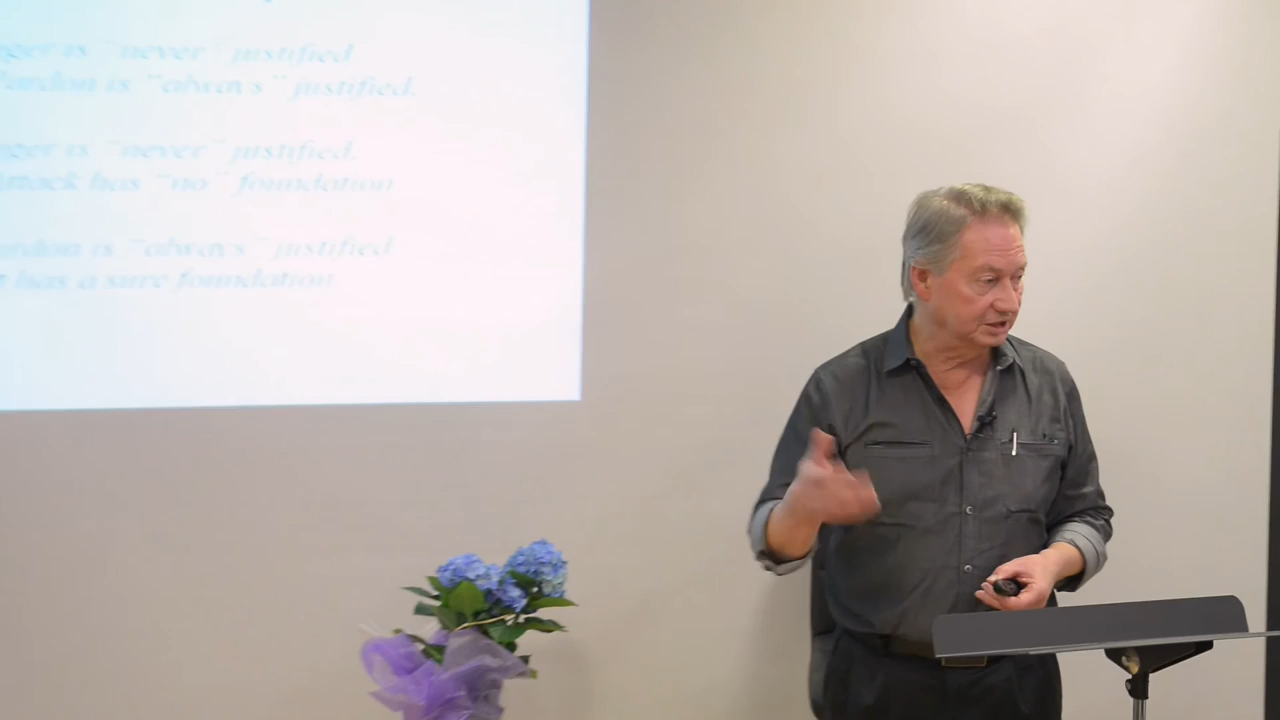 is "never" justified
is "always" justified.
is "never" justified.
has "no" foundation
is "always" justified
has a sure foundation